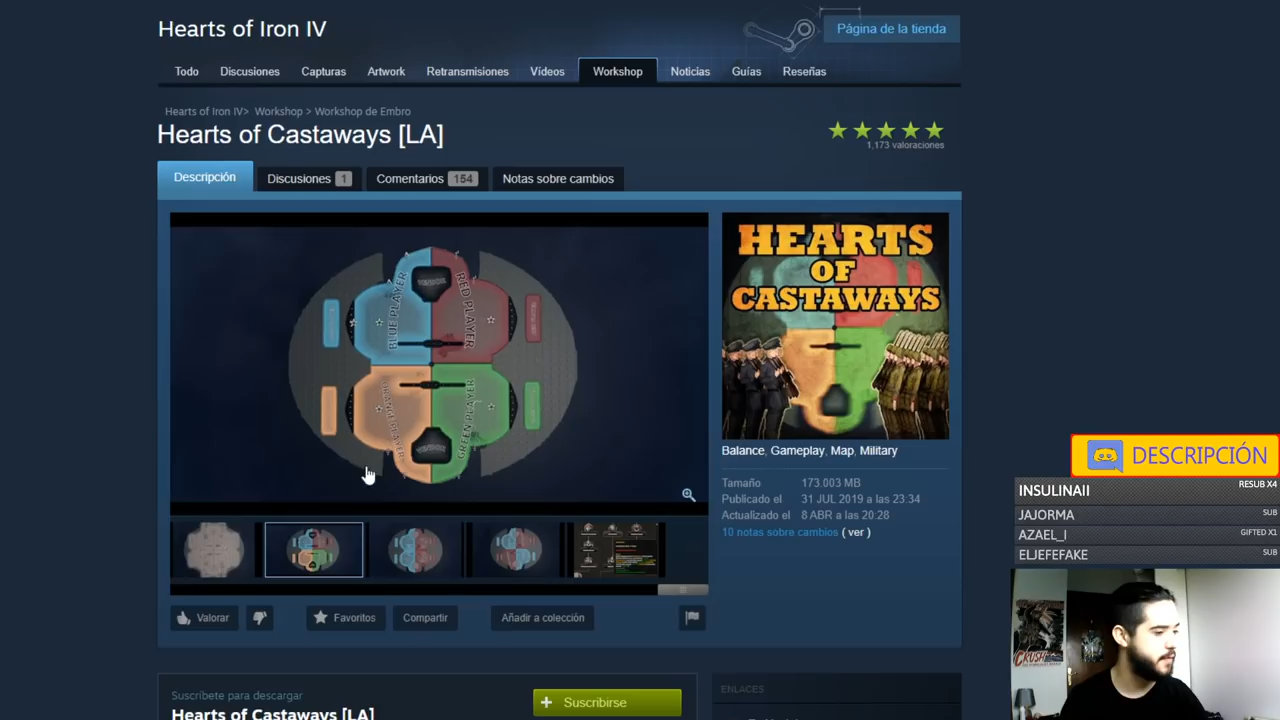 Hearts of Iron IV
Página de la tienda
Todo Discusiones Capturas Artwork Retransmisiones Vídeos Workshop Noticias Guías Reseñas
Hearts of Iron IV> Workshop > Workshop de Embro
Hearts of Castaways [LA]
1,173 valoraciones
Descripción Discusiones 1 Comentarios 154 Notas sobre cambios
BLUE PLAYER
RED PLAYER
ORANGE PLAYER
GREEN PLAYER
HEARTS
OF
CASTAWAYS
Balance, Gameplay, Map, Military
Tamaño 173.003 MB
Publicado el 31 JUL 2019 a las 23:34
Actualizado el 8 ABR a las 20:28
10 notas sobre cambios ( ver )
Valorar Favoritos Compartir Añadir a colección
Suscríbete para descargar
Hearts of Castaways [LA]
+ Suscribirse
ENLACES
DESCRIPCIÓN
INSULINAII RESUB X4
JAJORMA SUB
AZAEL_I GIFTED X1
ELJEFEFAKE SUB
CRUSH